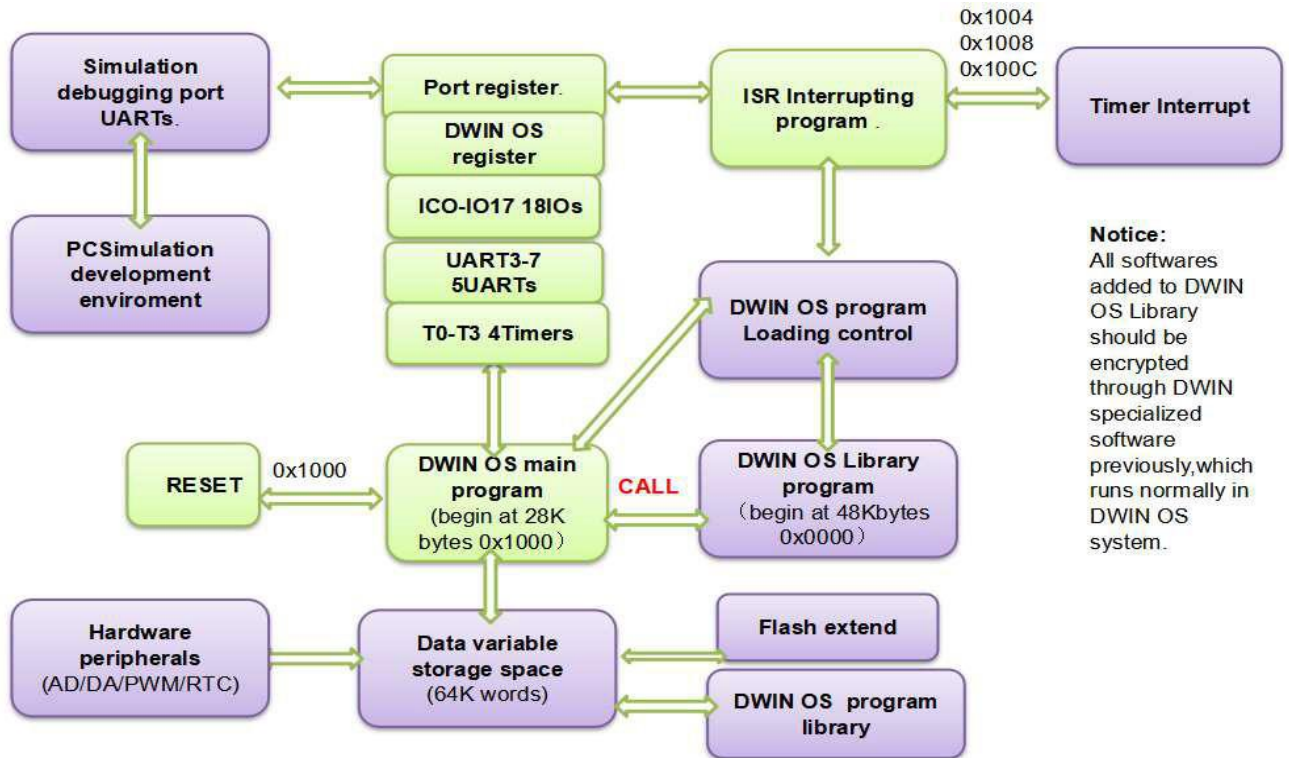 0x1004
0x1008
0x100C
Simulation
debugging port
UARTs.
Port register.
ISR Interrupting
program .
Timer Interrupt
DWIN OS
register
ICO-IO17 18IOs
PCSimulation
development
enviroment
UART3-7
5UARTs
T0-T3 4Timers
DWIN OS program
Loading control
Notice:
All softwares
added to DWIN
OS Library
should be
encrypted
through DWIN
specialized
software
previously,which
runs normally in
DWIN OS
system.
RESET
0x1000
DWIN OS main
program
(begin at 28K
bytes 0x1000）
CALL
DWIN OS Library
program
（begin at 48Kbytes
0x0000）
Hardware
peripherals
(AD/DA/PWM/RTC)
Data variable
storage space
(64K words)
Flash extend
DWIN OS program
library